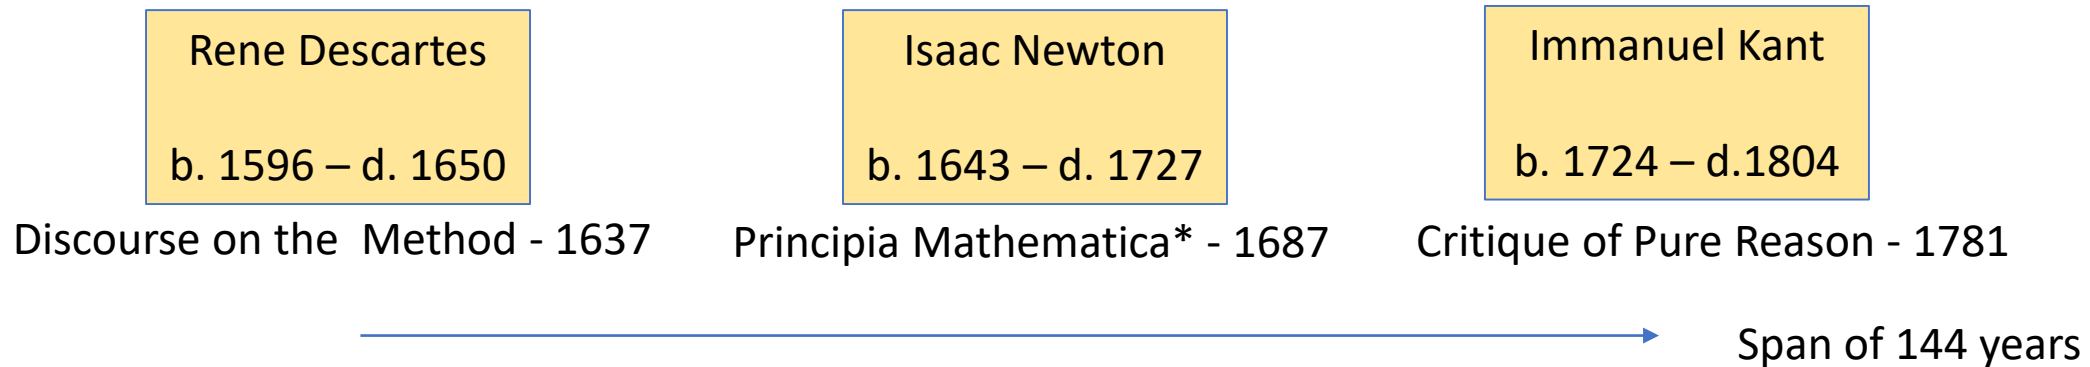 Rene Descartes
b. 1596 – d. 1650
Discourse on the  Method - 1637
Isaac Newton
b. 1643 – d. 1727
Principia Mathematica* - 1687
Immanuel Kant
b. 1724 – d.1804
Critique of Pure Reason - 1781
Span of 144 years